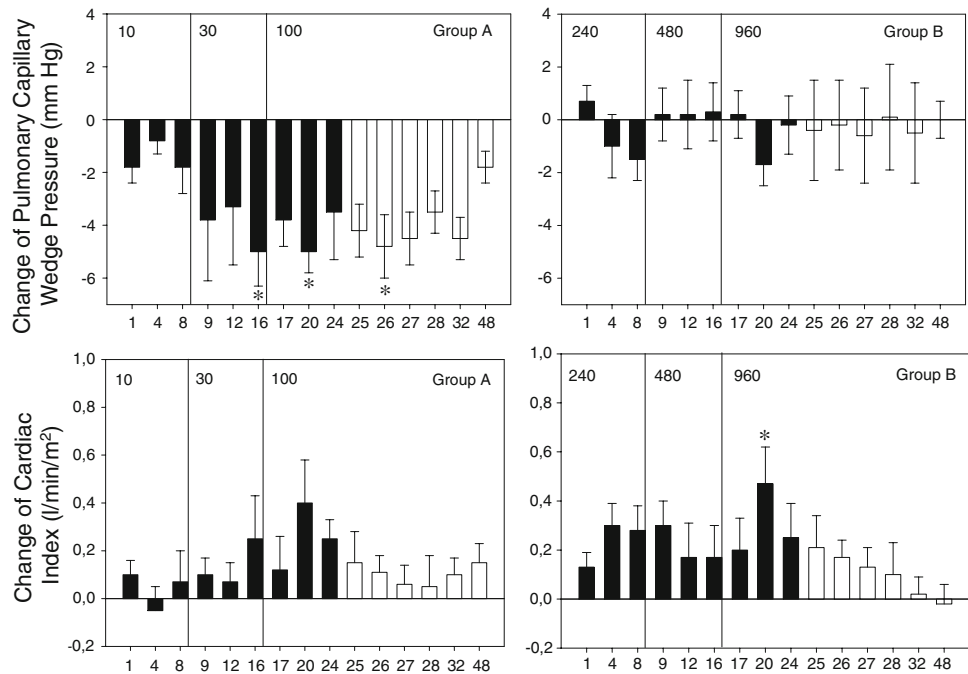 Change of Pulmonary Capillary
Wedge Pressure (mm Hg)
4
2
0
-2
-4
-6
10 30 100 Group A
* * *
1 4 8 9 12 16 17 20 24 25 26 27 28 32 48
4
2
0
-2
-4
-6
240 480 960 Group B
1 4 8 9 12 16 17 20 24 25 26 27 28 32 48
Change of Cardiac
Index (l/min/m²)
1,0
0,8
0,6
0,4
0,2
0,0
-0,2
10 30 100 Group A
1 4 8 9 12 16 17 20 24 25 26 27 28 32 48
1,0
0,8
0,6
0,4
0,2
0,0
-0,2
240 480 960 Group B
*
1 4 8 9 12 16 17 20 24 25 26 27 28 32 48